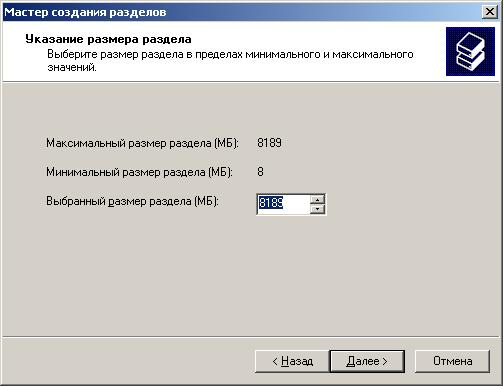 Мастер создания разделов
Указание размера раздела
Выберите размер раздела в пределах минимального и максимального
значений.
Максимальный размер раздела (МБ): 8189
Минимальный размер раздела (МБ): 8
Выбранный размер раздела (МБ): 8189
< Назад Далее > Отмена